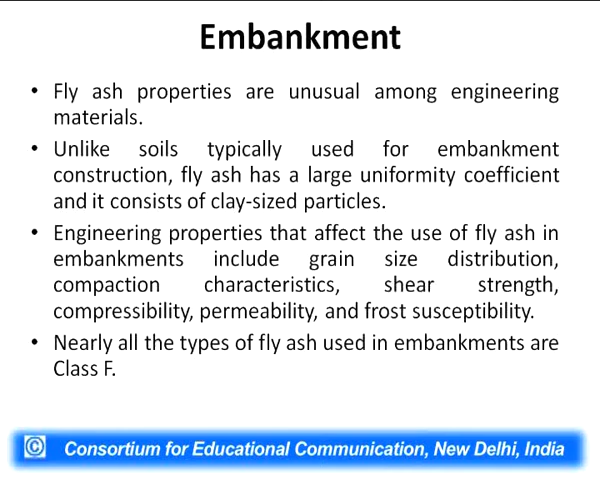 Embankment
• Fly ash properties are unusual among engineering
materials.
• Unlike soils typically used for embankment
construction, fly ash has a large uniformity coefficient
and it consists of clay-sized particles.
• Engineering properties that affect the use of fly ash in
embankments include grain size distribution,
compaction characteristics, shear strength,
compressibility, permeability, and frost susceptibility.
• Nearly all the types of fly ash used in embankments are
Class F.
© Consortium for Educational Communication, New Delhi, India